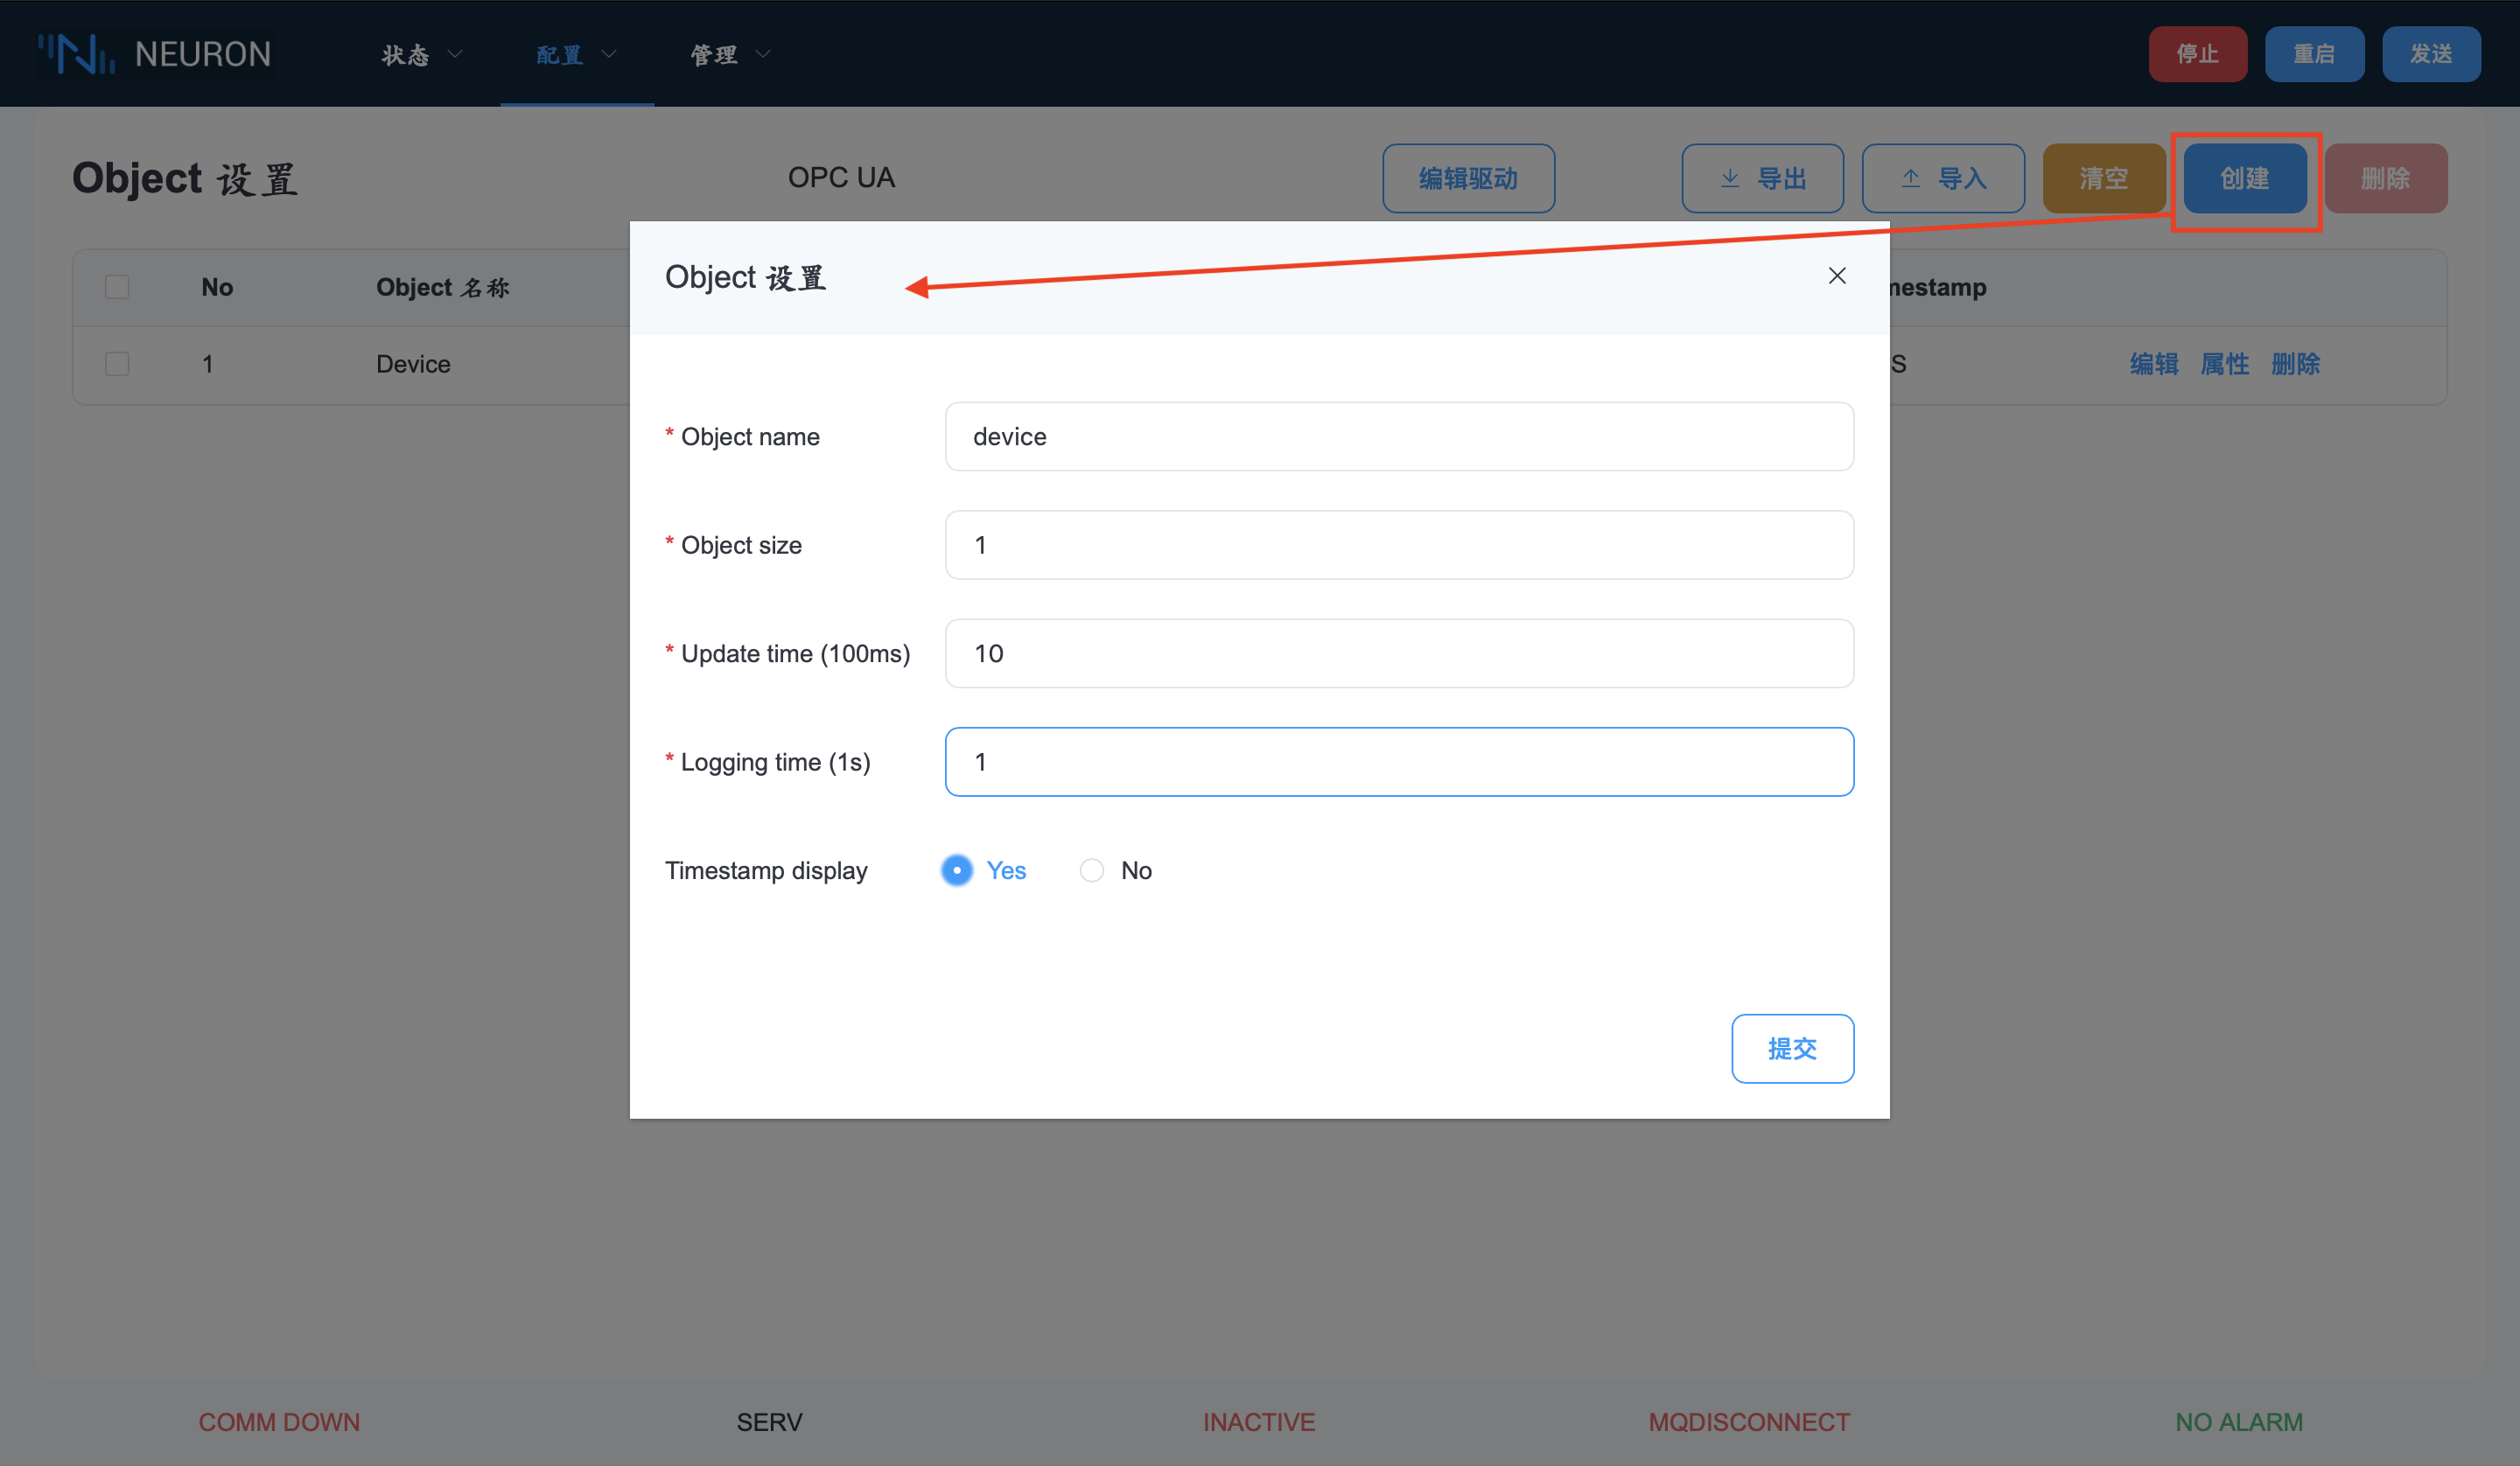 NEURON 状态 配置 管理 停止 重启 发送
Object 设置 OPC UA 编辑驱动 导出 导入 清空 创建 删除
No Object 名称 mestamp
1 Device S 编辑 属性 删除
Object 设置
* Object name device
* Object size 1
* Update time (100ms) 10
* Logging time (1s) 1
Timestamp display Yes No
提交
COMM DOWN SERV INACTIVE MQDISCONNECT NO ALARM